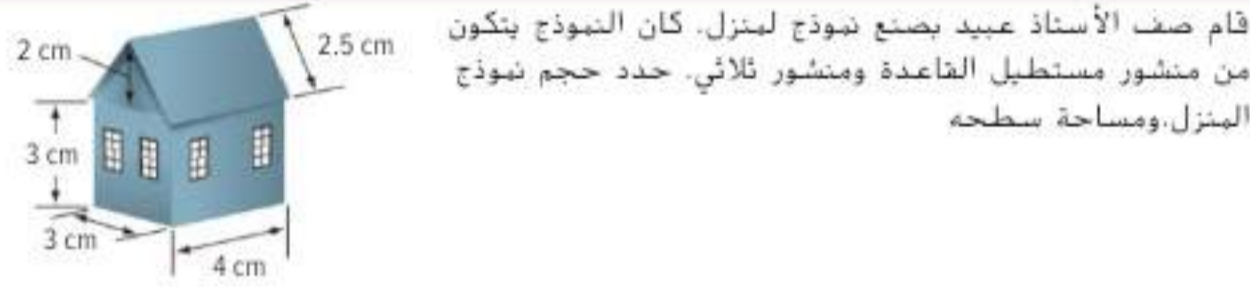 قام صف الأستاذ عبيد بصنع نموذج لمنزل. كان النموذج يتكون
من منشور مستطيل القاعدة ومنشور ثلاثي. حدد حجم نموذج
المنزل.ومساحة سطحه
2 cm
2.5 cm
3 cm
3 cm
4 cm